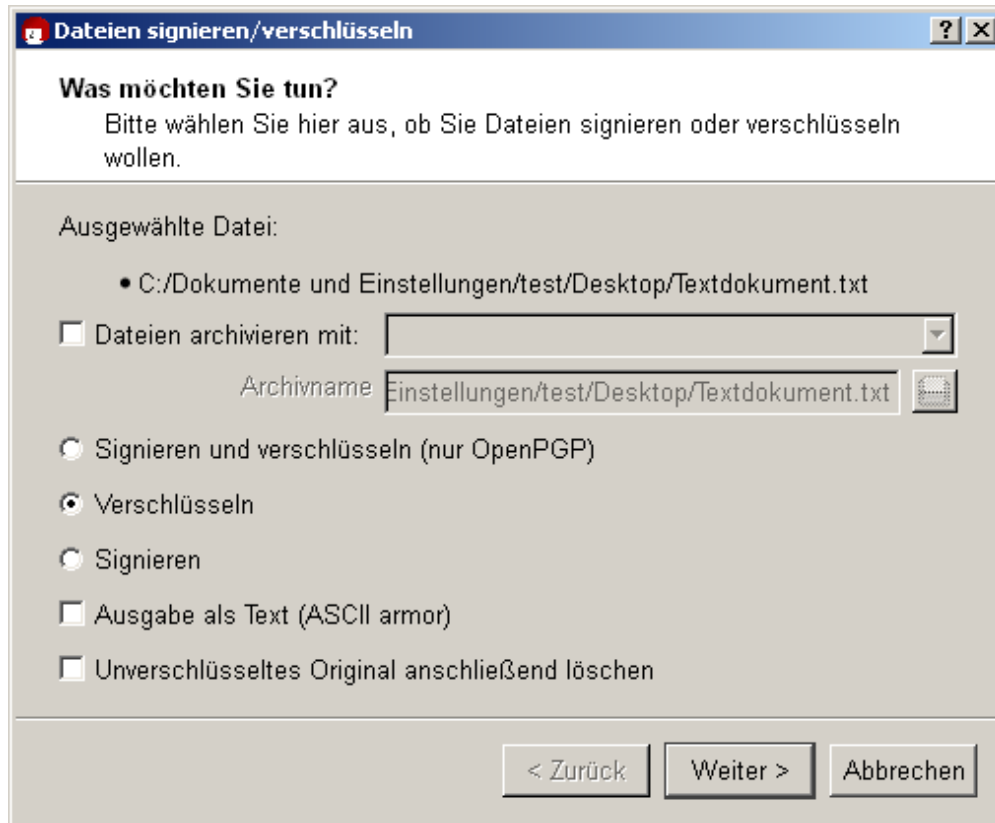 Dateien signieren/verschlüsseln
Was möchten Sie tun?
Bitte wählen Sie hier aus, ob Sie Dateien signieren oder verschlüsseln
wollen.
Ausgewählte Datei:
• C:/Dokumente und Einstellungen/test/Desktop/Textdokument.txt
Dateien archivieren mit:
Archivname Einstellungen/test/Desktop/Textdokument.txt
Signieren und verschlüsseln (nur OpenPGP)
Verschlüsseln
Signieren
Ausgabe als Text (ASCII armor)
Unverschlüsseltes Original anschließend löschen
< Zurück Weiter > Abbrechen